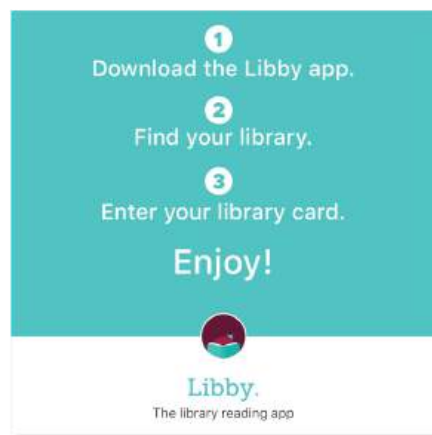 1
Download the Libby app.
2
Find your library.
3
Enter your library card.
Enjoy!
Libby.
The library reading app